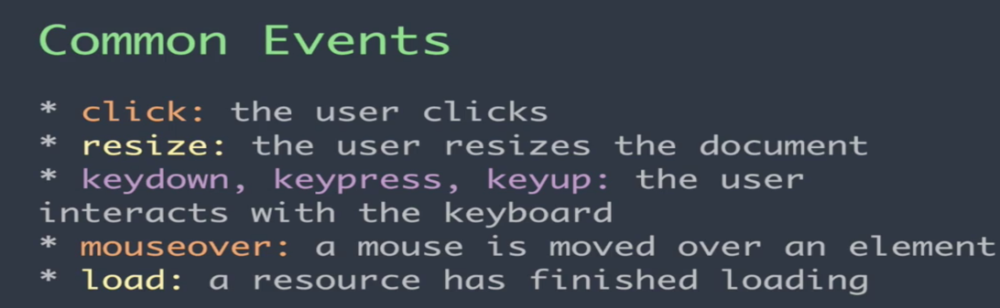 Common Events
* click: the user clicks
* resize: the user resizes the document
* keydown, keypress, keyup: the user
interacts with the keyboard
* mouseover: a mouse is moved over an element
* load: a resource has finished loading